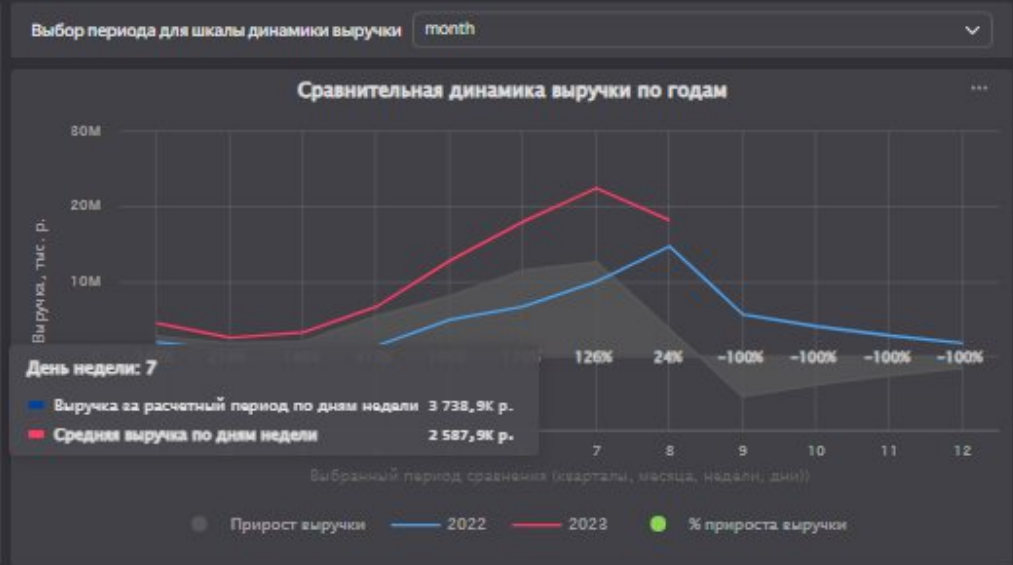 Выбор периода для шкалы динамики выручки month
Сравнительная динамика выручки по годам
...
80M
20M
10M
Выручка, тыс. р.
126% 24% -100% -100% -100% -100%
День недели: 7
Выручка за расчетный период по дням недели 3 738,9K р.
Средняя выручка по дням недели 2 587,9K р.
7 8 9 10 11 12
Выбранный период сравнения (кварталы, месяца, недели, дни))
Прирост выручки 2022 2023 % прироста выручки